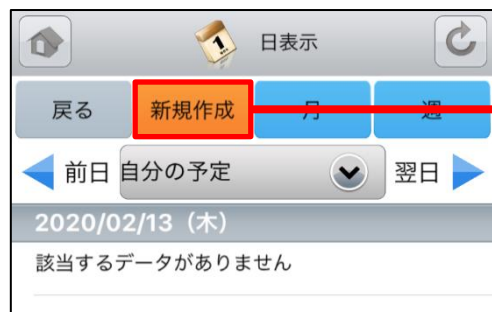 日表示
戻る 新規作成 月 週
前日 自分の予定 翌日
2020/02/13（木）
該当するデータがありません